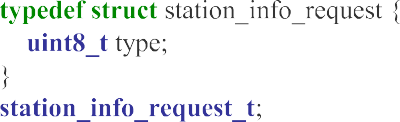 typedef struct station_info_request {
uint8_t type;
}
station_info_request_t;